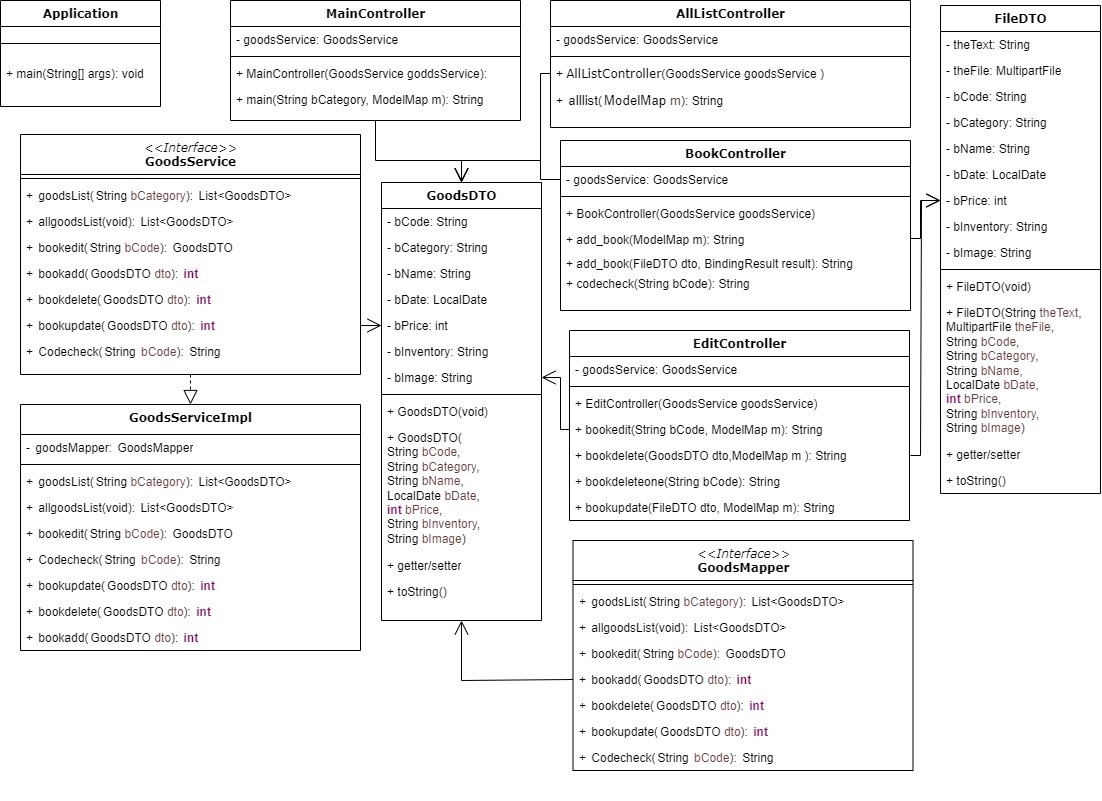 Application
+ main(String[] args): void
MainController
- goodsService: GoodsService
+ MainController(GoodsService goddsService):
+ main(String bCategory, ModelMap m): String
AllListController
- goodsService: GoodsService
+ AllListController(GoodsService goodsService )
+ alllist( ModelMap m): String
FileDTO
- theText: String
- theFile: MultipartFile
- bCode: String
- bCategory: String
- bName: String
- bDate: LocalDate
- bPrice: int
- bInventory: String
- bImage: String
+ FileDTO(void)
+ FileDTO(String theText,
MultipartFile theFile,
String bCode,
String bCategory,
String bName,
LocalDate bDate,
int bPrice,
String bInventory,
String bImage)
+ getter/setter
+ toString()
<<Interface>>
GoodsService
+ goodsList( String bCategory): List<GoodsDTO>
+ allgoodsList(void): List<GoodsDTO>
+ bookedit( String bCode): GoodsDTO
+ bookadd( GoodsDTO dto): int
+ bookdelete( GoodsDTO dto): int
+ bookupdate( GoodsDTO dto): int
+ Codecheck( String bCode): String
GoodsDTO
- bCode: String
- bCategory: String
- bName: String
- bDate: LocalDate
- bPrice: int
- bInventory: String
- bImage: String
+ GoodsDTO(void)
+ GoodsDTO(
String bCode,
String bCategory,
String bName,
LocalDate bDate,
int bPrice,
String bInventory,
String bImage)
+ getter/setter
+ toString()
BookController
- goodsService: GoodsService
+ BookController(GoodsService goodsService)
+ add_book(ModelMap m): String
+ add_book(FileDTO dto, BindingResult result): String
+ codecheck(String bCode): String
EditController
- goodsService: GoodsService
+ EditController(GoodsService goodsService)
+ bookedit(String bCode, ModelMap m): String
+ bookdelete(GoodsDTO dto,ModelMap m ): String
+ bookdeleteone(String bCode): String
+ bookupdate(FileDTO dto, ModelMap m): String
GoodsServiceImpl
- goodsMapper: GoodsMapper
+ goodsList( String bCategory): List<GoodsDTO>
+ allgoodsList(void): List<GoodsDTO>
+ bookedit( String bCode): GoodsDTO
+ Codecheck( String bCode): String
+ bookupdate( GoodsDTO dto): int
+ bookdelete( GoodsDTO dto): int
+ bookadd( GoodsDTO dto): int
<<Interface>>
GoodsMapper
+ goodsList( String bCategory): List<GoodsDTO>
+ allgoodsList(void): List<GoodsDTO>
+ bookedit( String bCode): GoodsDTO
+ bookadd( GoodsDTO dto): int
+ bookdelete( GoodsDTO dto): int
+ bookupdate( GoodsDTO dto): int
+ Codecheck( String bCode): String